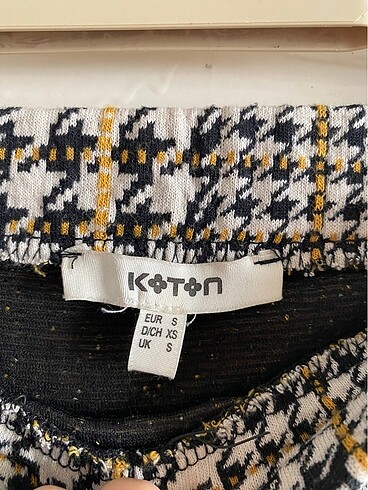 KOTON
EUR S
D/CH XS
UK S